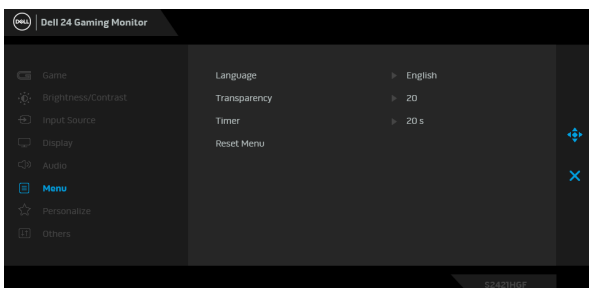 DELL
Dell 24 Gaming Monitor
Game
Brightness/Contrast
Input Source
Display
Audio
Menu
Personalize
Others
Language English
Transparency 20
Timer 20 s
Reset Menu
S2421HGF